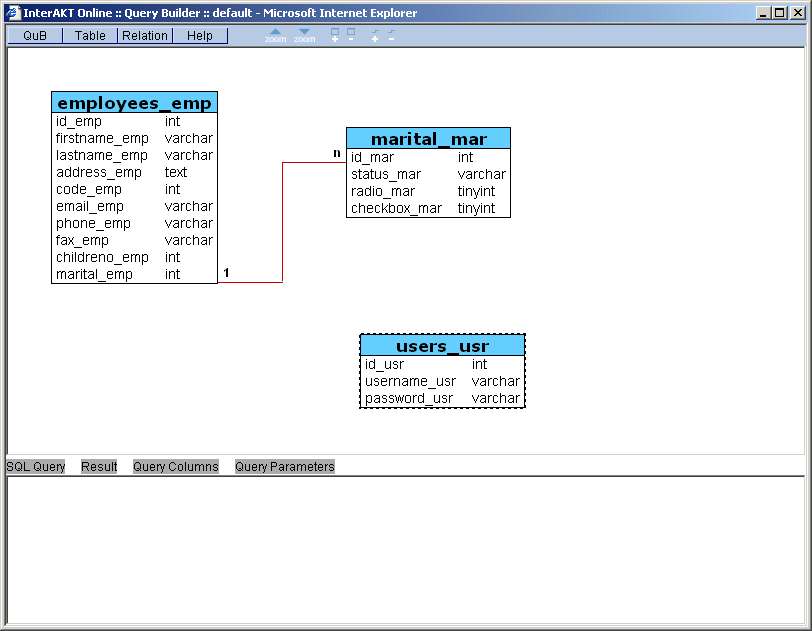 InterAKT Online :: Query Builder :: default - Microsoft Internet Explorer
QuB Table Relation Help zoom zoom
employees_emp
id_emp int
firstname_emp varchar
lastname_emp varchar
address_emp text
code_emp int
email_emp varchar
phone_emp varchar
fax_emp varchar
childreno_emp int
marital_emp int
1
n
marital_mar
id_mar int
status_mar varchar
radio_mar tinyint
checkbox_mar tinyint
users_usr
id_usr int
username_usr varchar
password_usr varchar
SQL Query Result Query Columns Query Parameters